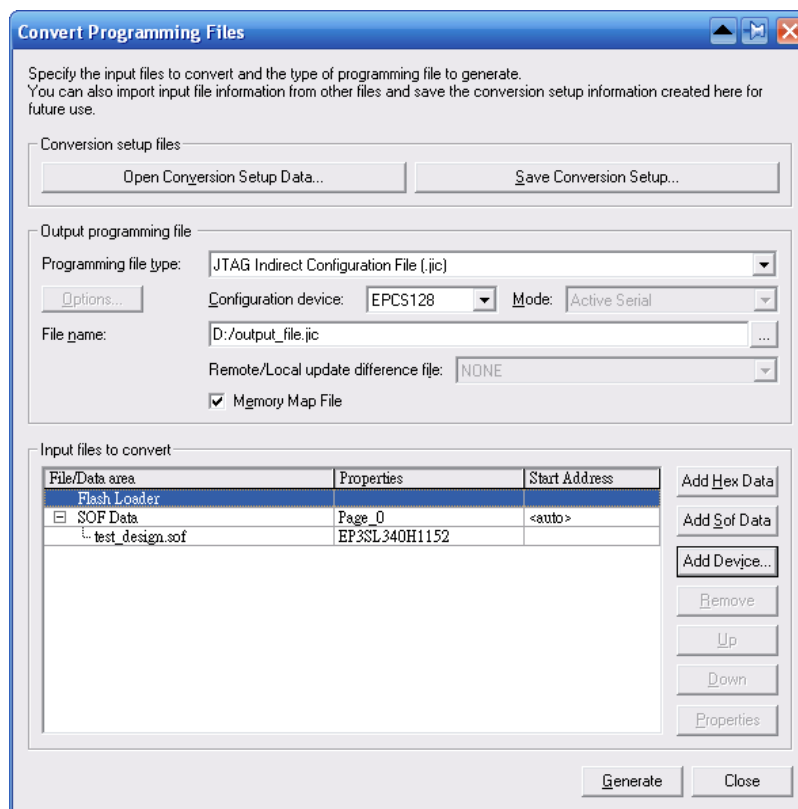 Convert Programming Files
Specify the input files to convert and the type of programming file to generate.
You can also import input file information from other files and save the conversion setup information created here for
future use.
Conversion setup files
Open Conversion Setup Data...
Save Conversion Setup...
Output programming file
Programming file type:
JTAG Indirect Configuration File (.jic)
Options...
Configuration device:
EPCS128
Mode:
Active Serial
File name:
D:/output_file.jic
...
Remote/Local update difference file:
NONE
Memory Map File
Input files to convert
File/Data area
Properties
Start Address
Add Hex Data
Flash Loader
SOF Data
Page_0
<auto>
Add Sof Data
test_design.sof
EP3SL340H1152
Add Device...
Remove
Up
Down
Properties
Generate
Close